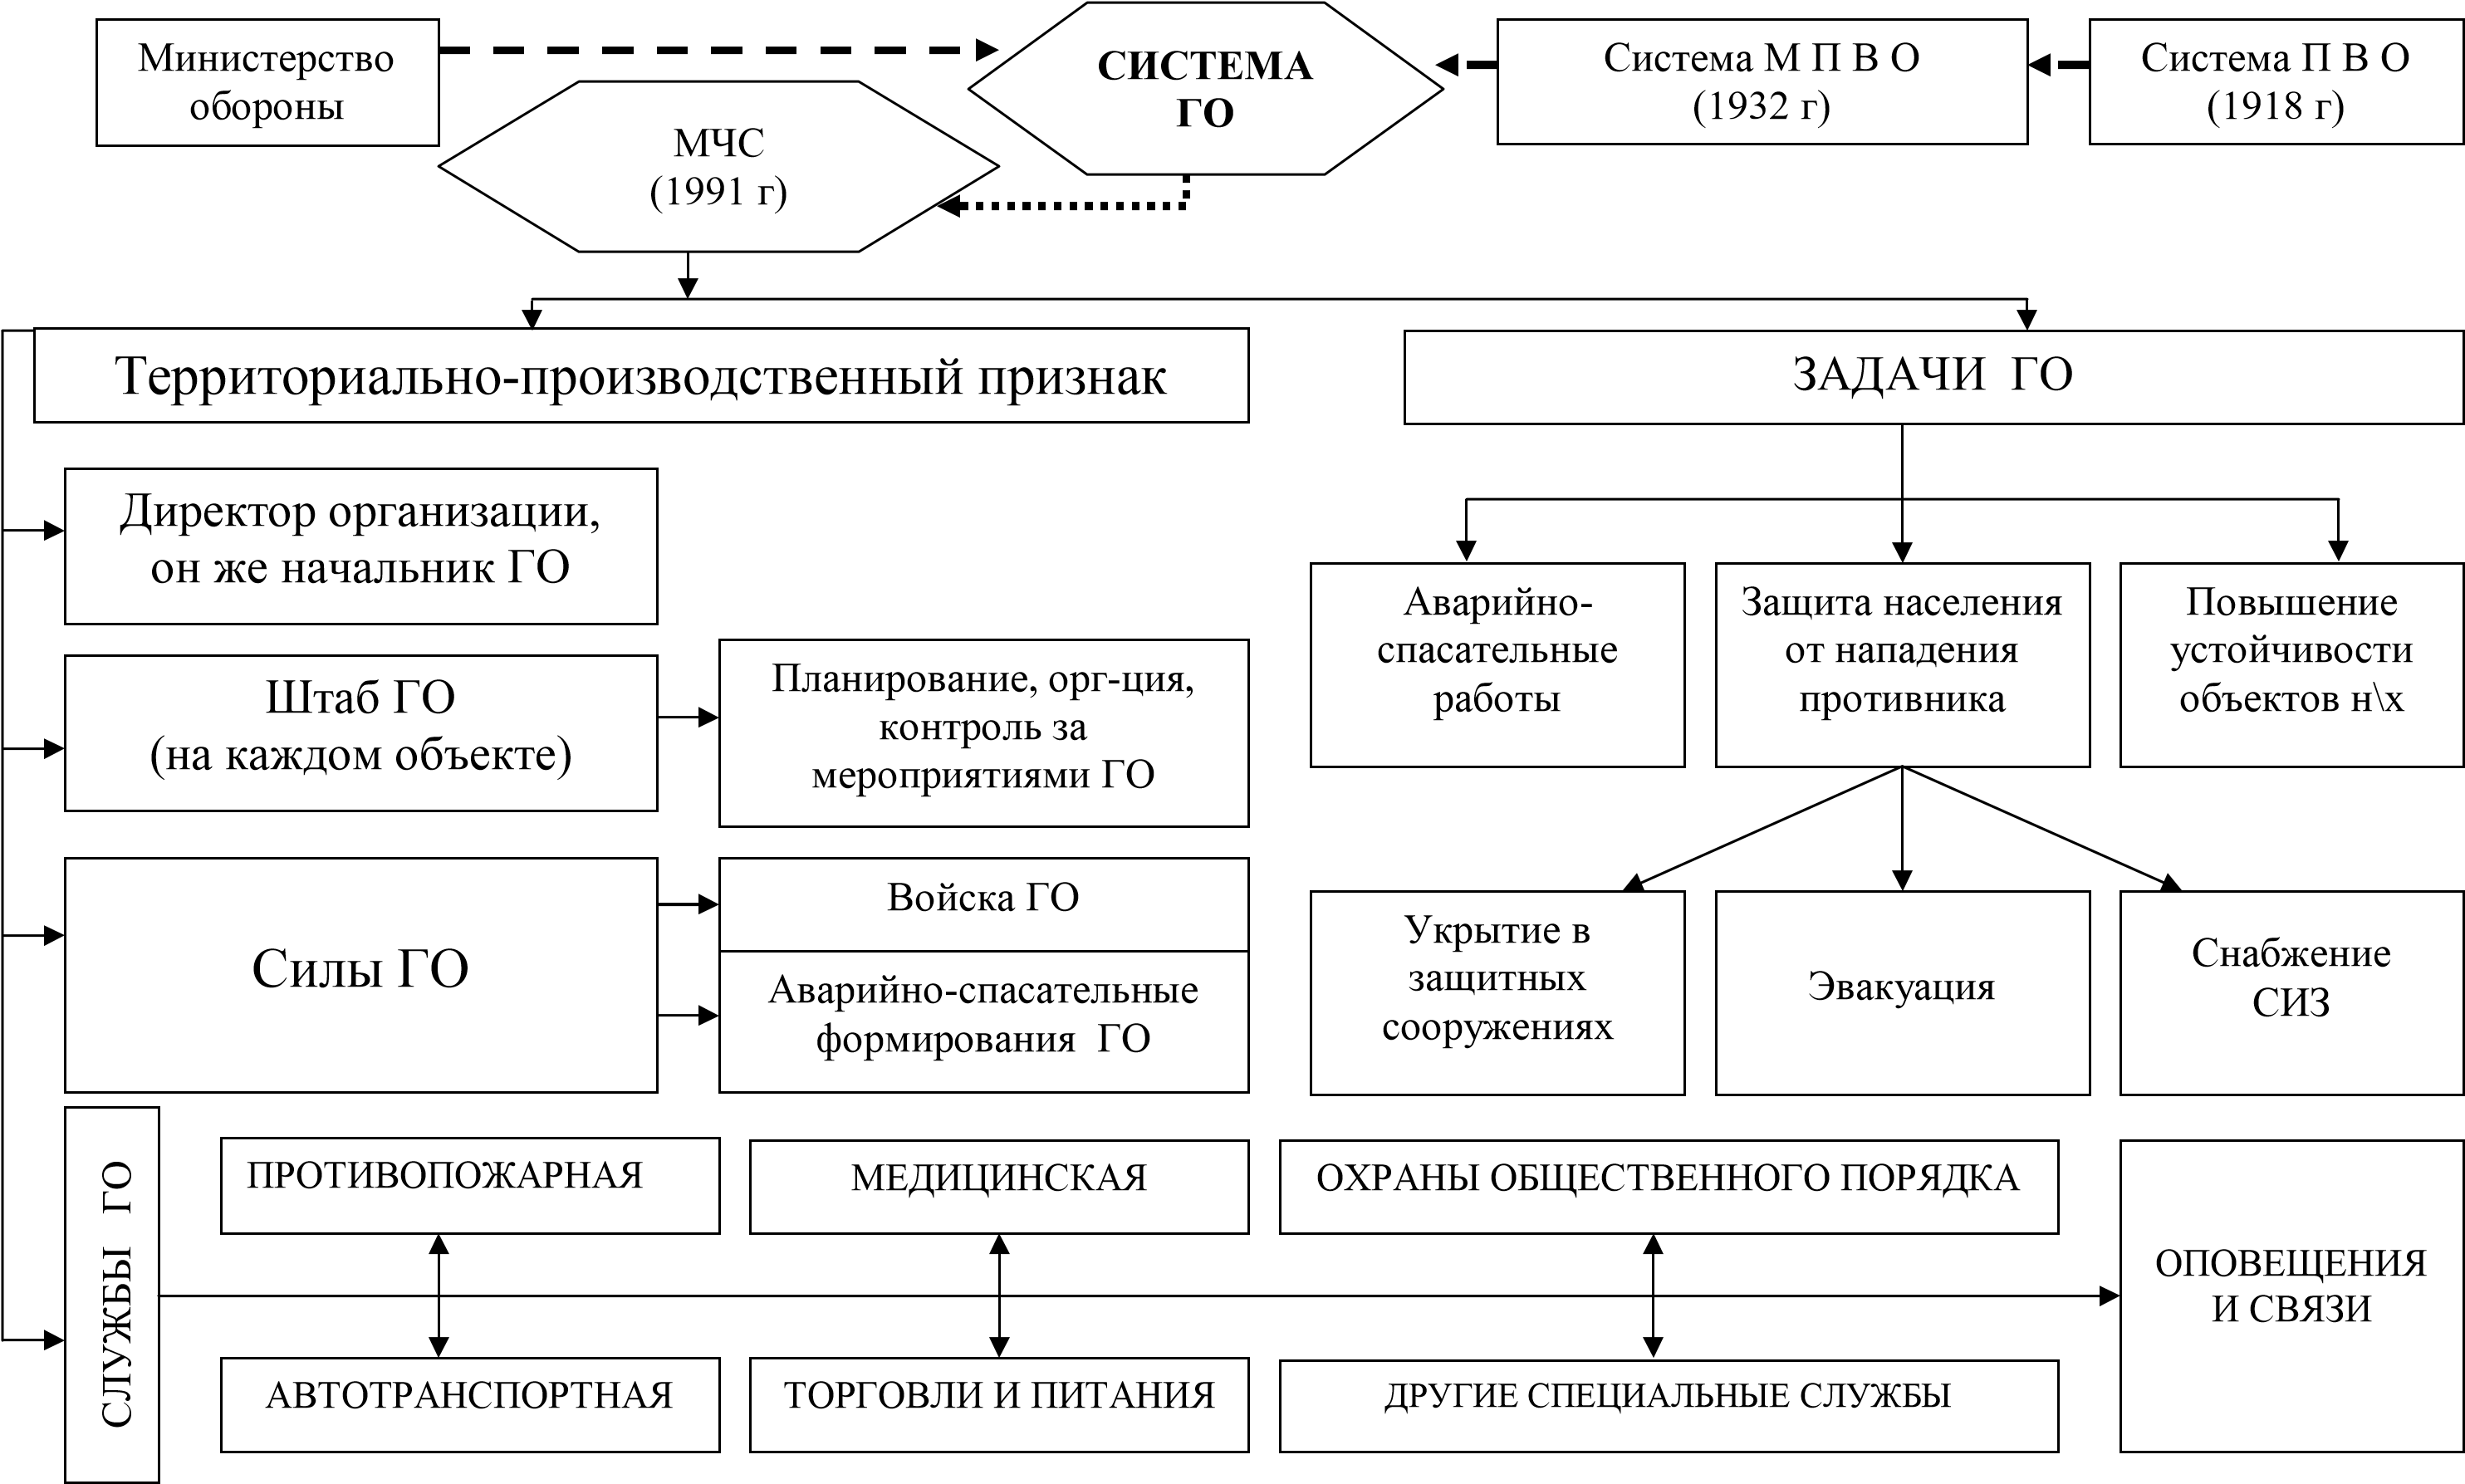 Министерство
обороны
СИСТЕМА
ГО
Система М П В О
(1932 г)
Система П В О
(1918 г)
МЧС
(1991 г)
Территориально-производственный признак
ЗАДАЧИ ГО
Директор организации,
он же начальник ГО
Штаб ГО
(на каждом объекте)
Планирование, орг-ция,
контроль за
мероприятиями ГО
Силы ГО
Войска ГО
Аварийно-спасательные
формирования ГО
Аварийно-
спасательные
работы
Защита населения
от нападения
противника
Повышение
устойчивости
объектов н\х
Укрытие в
защитных
сооружениях
Эвакуация
Снабжение
СИЗ
СЛУЖБЫ ГО
ПРОТИВОПОЖАРНАЯ
МЕДИЦИНСКАЯ
ОХРАНЫ ОБЩЕСТВЕННОГО ПОРЯДКА
ОПОВЕЩЕНИЯ
И СВЯЗИ
АВТОТРАНСПОРТНАЯ
ТОРГОВЛИ И ПИТАНИЯ
ДРУГИЕ СПЕЦИАЛЬНЫЕ СЛУЖБЫ